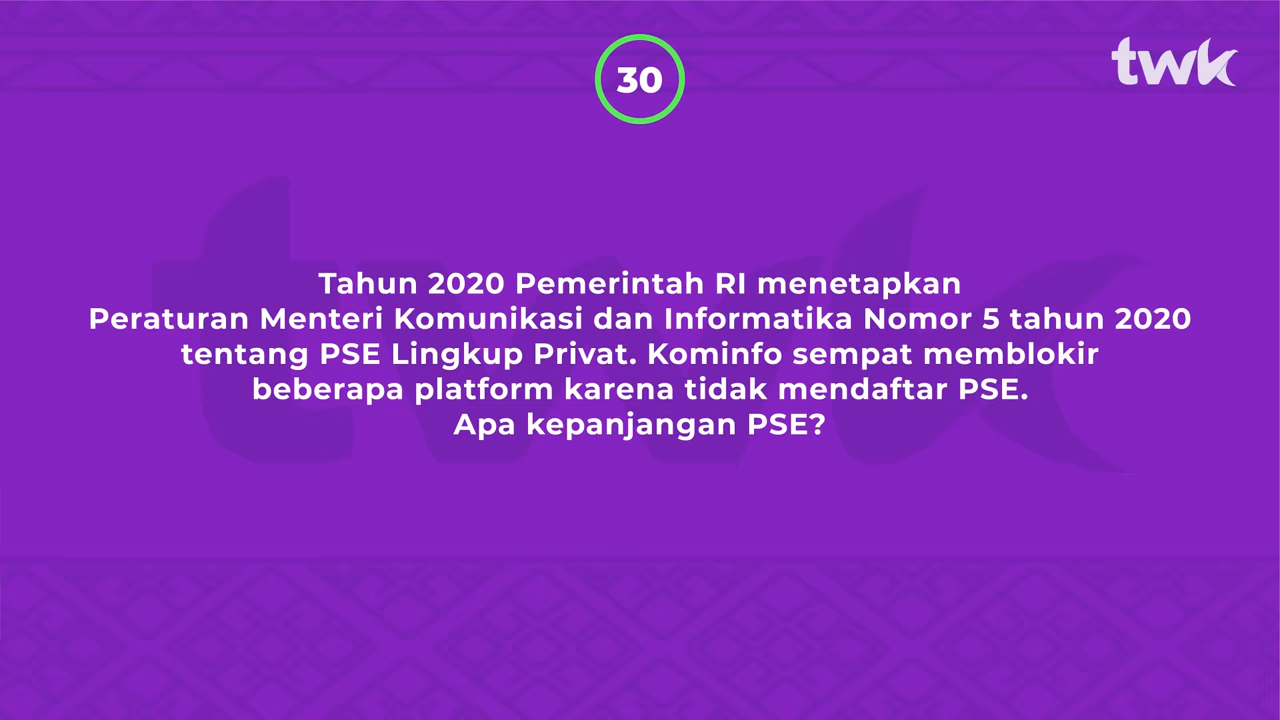 30
twk
Tahun 2020 Pemerintah RI menetapkan
Peraturan Menteri Komunikasi dan Informatika Nomor 5 tahun 2020
tentang PSE Lingkup Privat. Kominfo sempat memblokir
beberapa platform karena tidak mendaftar PSE.
Apa kepanjangan PSE?
twk